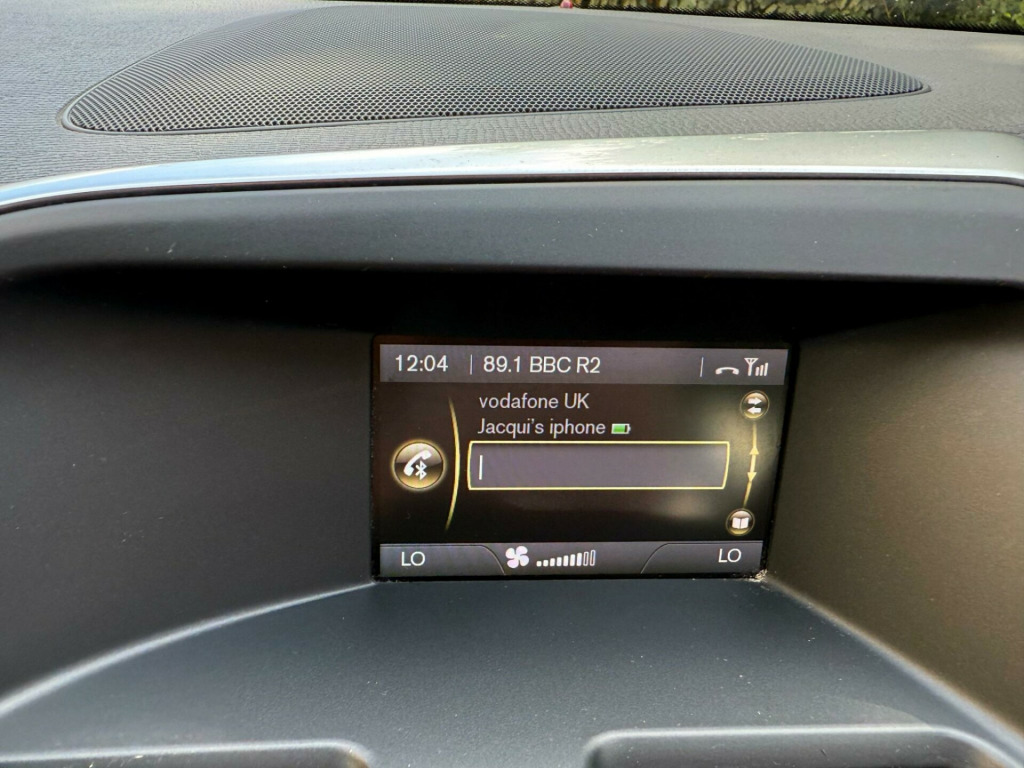 12:04 89.1 BBC R2
vodafone UK
Jacqui's iphone
LO LO